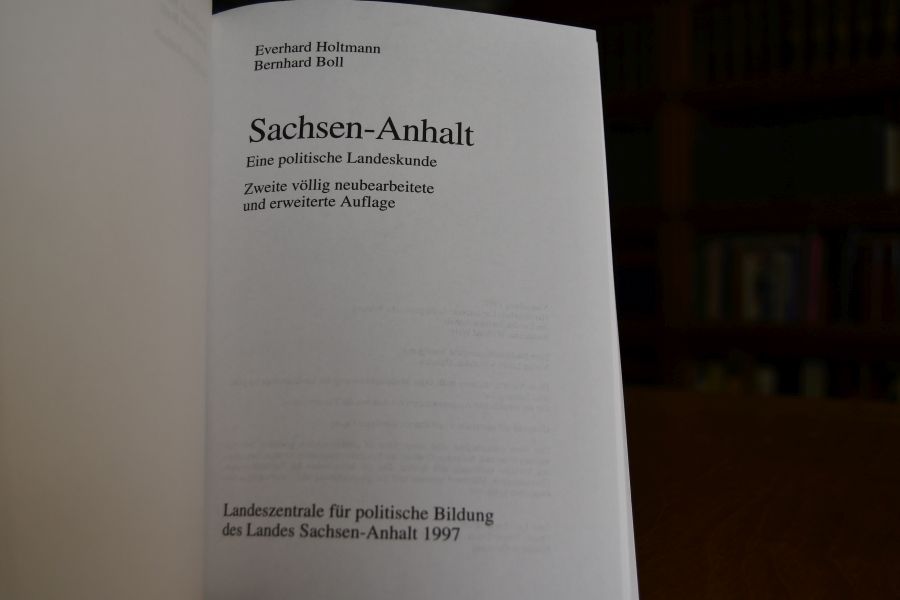 Everhard Holtmann
Bernhard Boll
Sachsen-Anhalt
Eine politische Landeskunde
Zweite völlig neubearbeitete
und erweiterte Auflage
Landeszentrale für politische Bildung
des Landes Sachsen-Anhalt 1997